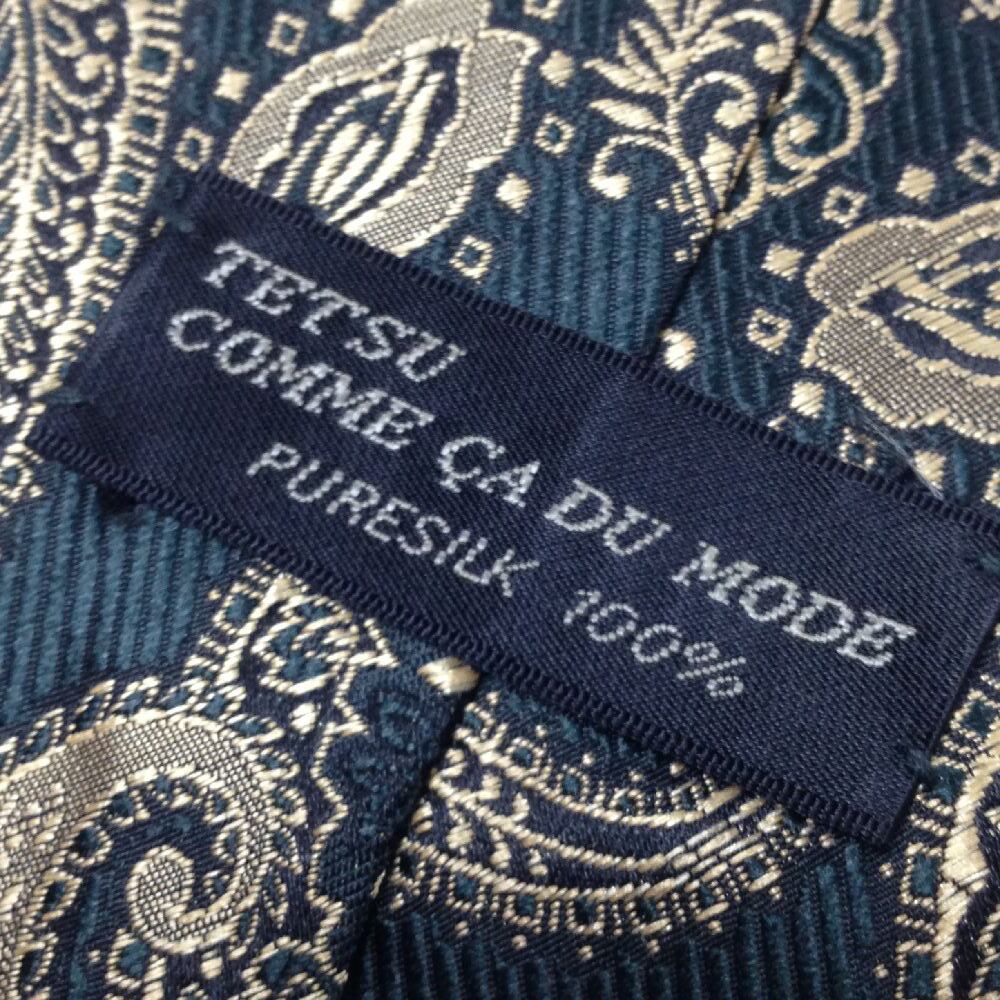 TETSU
COMME ÇA DU MODE
PURESILK 100%